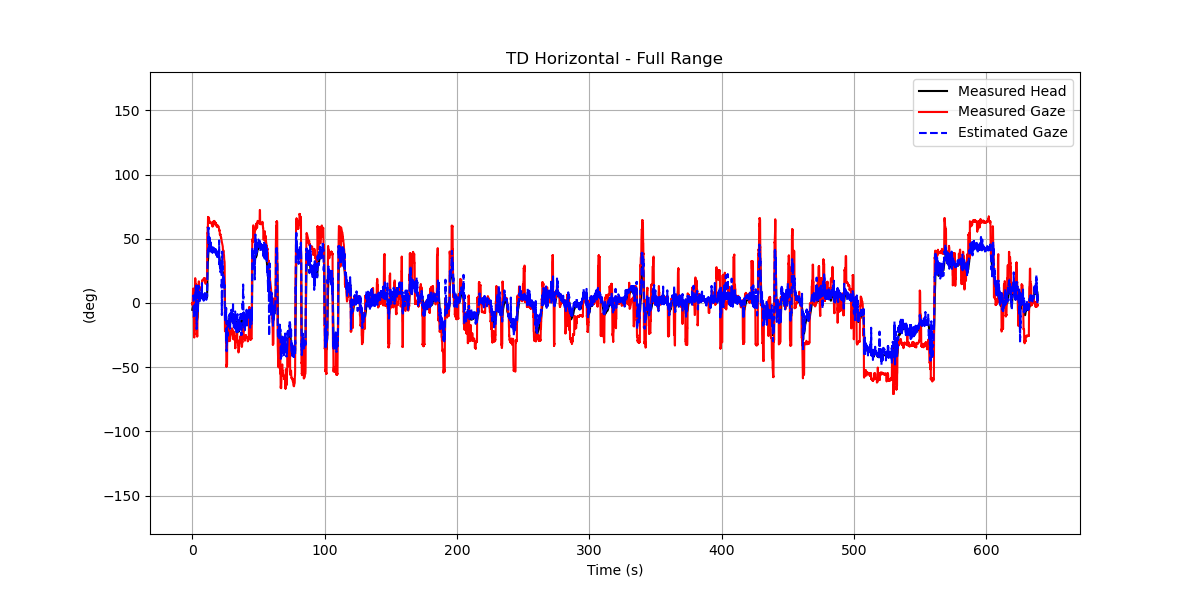 TD Horizontal - Full Range
Measured Head
Measured Gaze
Estimated Gaze
150
100
50
0
−50
−100
−150
(deg)
0 100 200 300 400 500 600
Time (s)